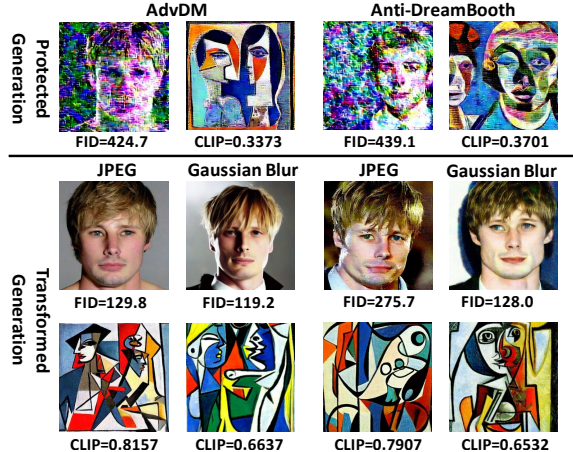 AdvDM
Anti-DreamBooth
Protected
Generation
FID=424.7
CLIP=0.3373
FID=439.1
CLIP=0.3701
JPEG
Gaussian Blur
JPEG
Gaussian Blur
Transformed
Generation
FID=129.8
FID=119.2
FID=275.7
FID=128.0
CLIP=0.8157
CLIP=0.6637
CLIP=0.7907
CLIP=0.6532